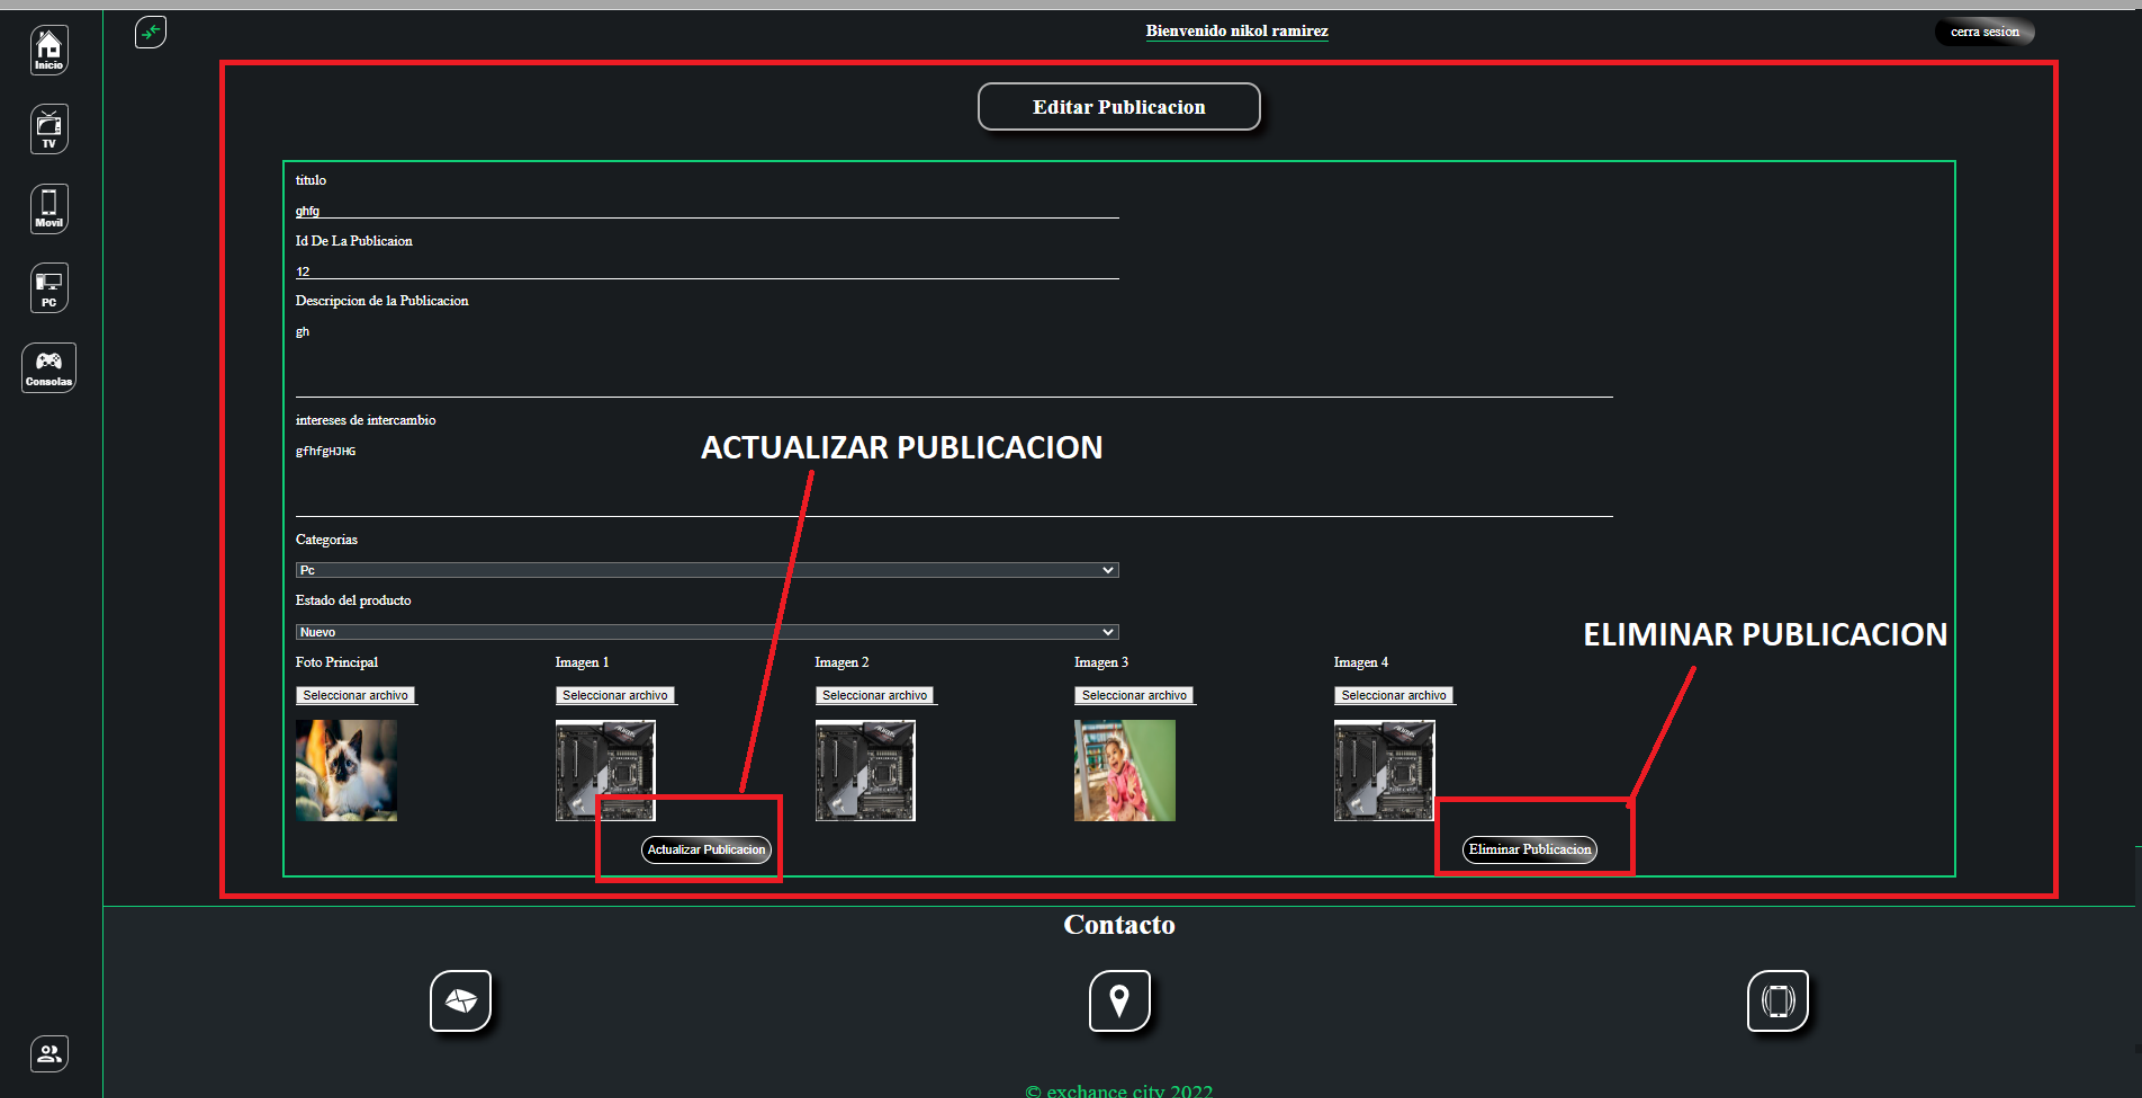 Bienvenido nikol ramirez
cerra sesion
Inicio
TV
Movil
PC
Consolas
Editar Publicacion
titulo
ghfg
Id De La Publicaion
12
Descripcion de la Publicacion
gh
intereses de intercambio
gfhfgHJHG
ACTUALIZAR PUBLICACION
Categorias
Pc
Estado del producto
Nuevo
ELIMINAR PUBLICACION
Foto Principal Imagen 1 Imagen 2 Imagen 3 Imagen 4
Seleccionar archivo Seleccionar archivo Seleccionar archivo Seleccionar archivo Seleccionar archivo
Actualizar Publicacion Eliminar Publicacion
Contacto
© exchance city 2022